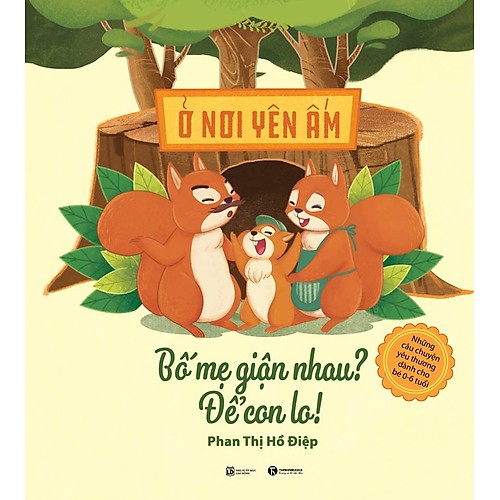 Ở NƠI YÊN ẤM
Bố mẹ giận nhau?
Để con lo!
Những
câu chuyện
yêu thương
dành cho
bé 0-6 tuổi
Phan Thị Hồ Điệp
THAIHABOOKS